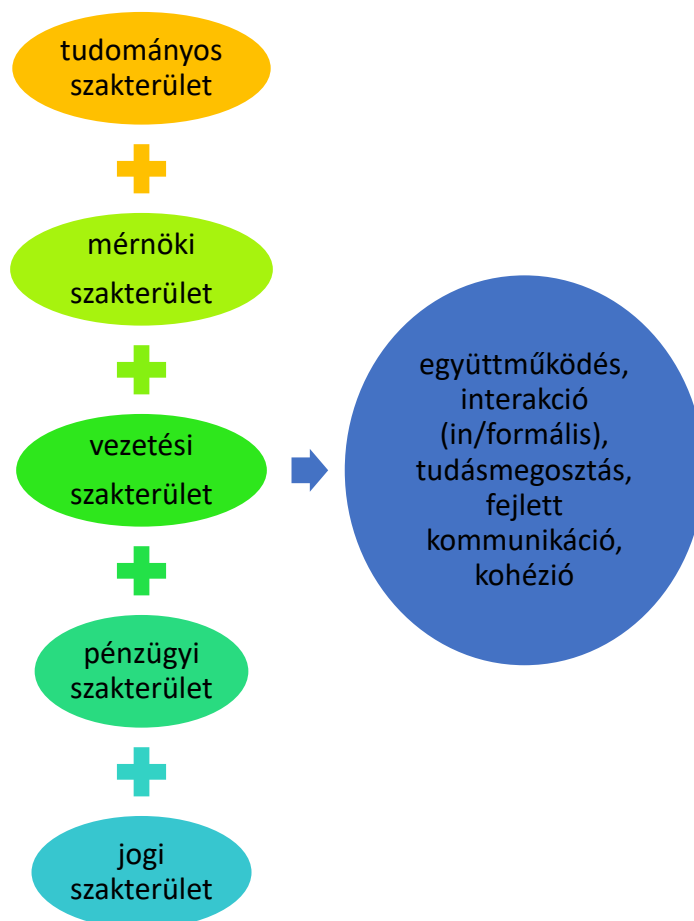 tudományos
szakterület
mérnöki
szakterület
vezetési
szakterület
pénzügyi
szakterület
jogi
szakterület
együttműködés,
interakció
(in/formális),
tudásmegosztás,
fejlett
kommunikáció,
kohézió